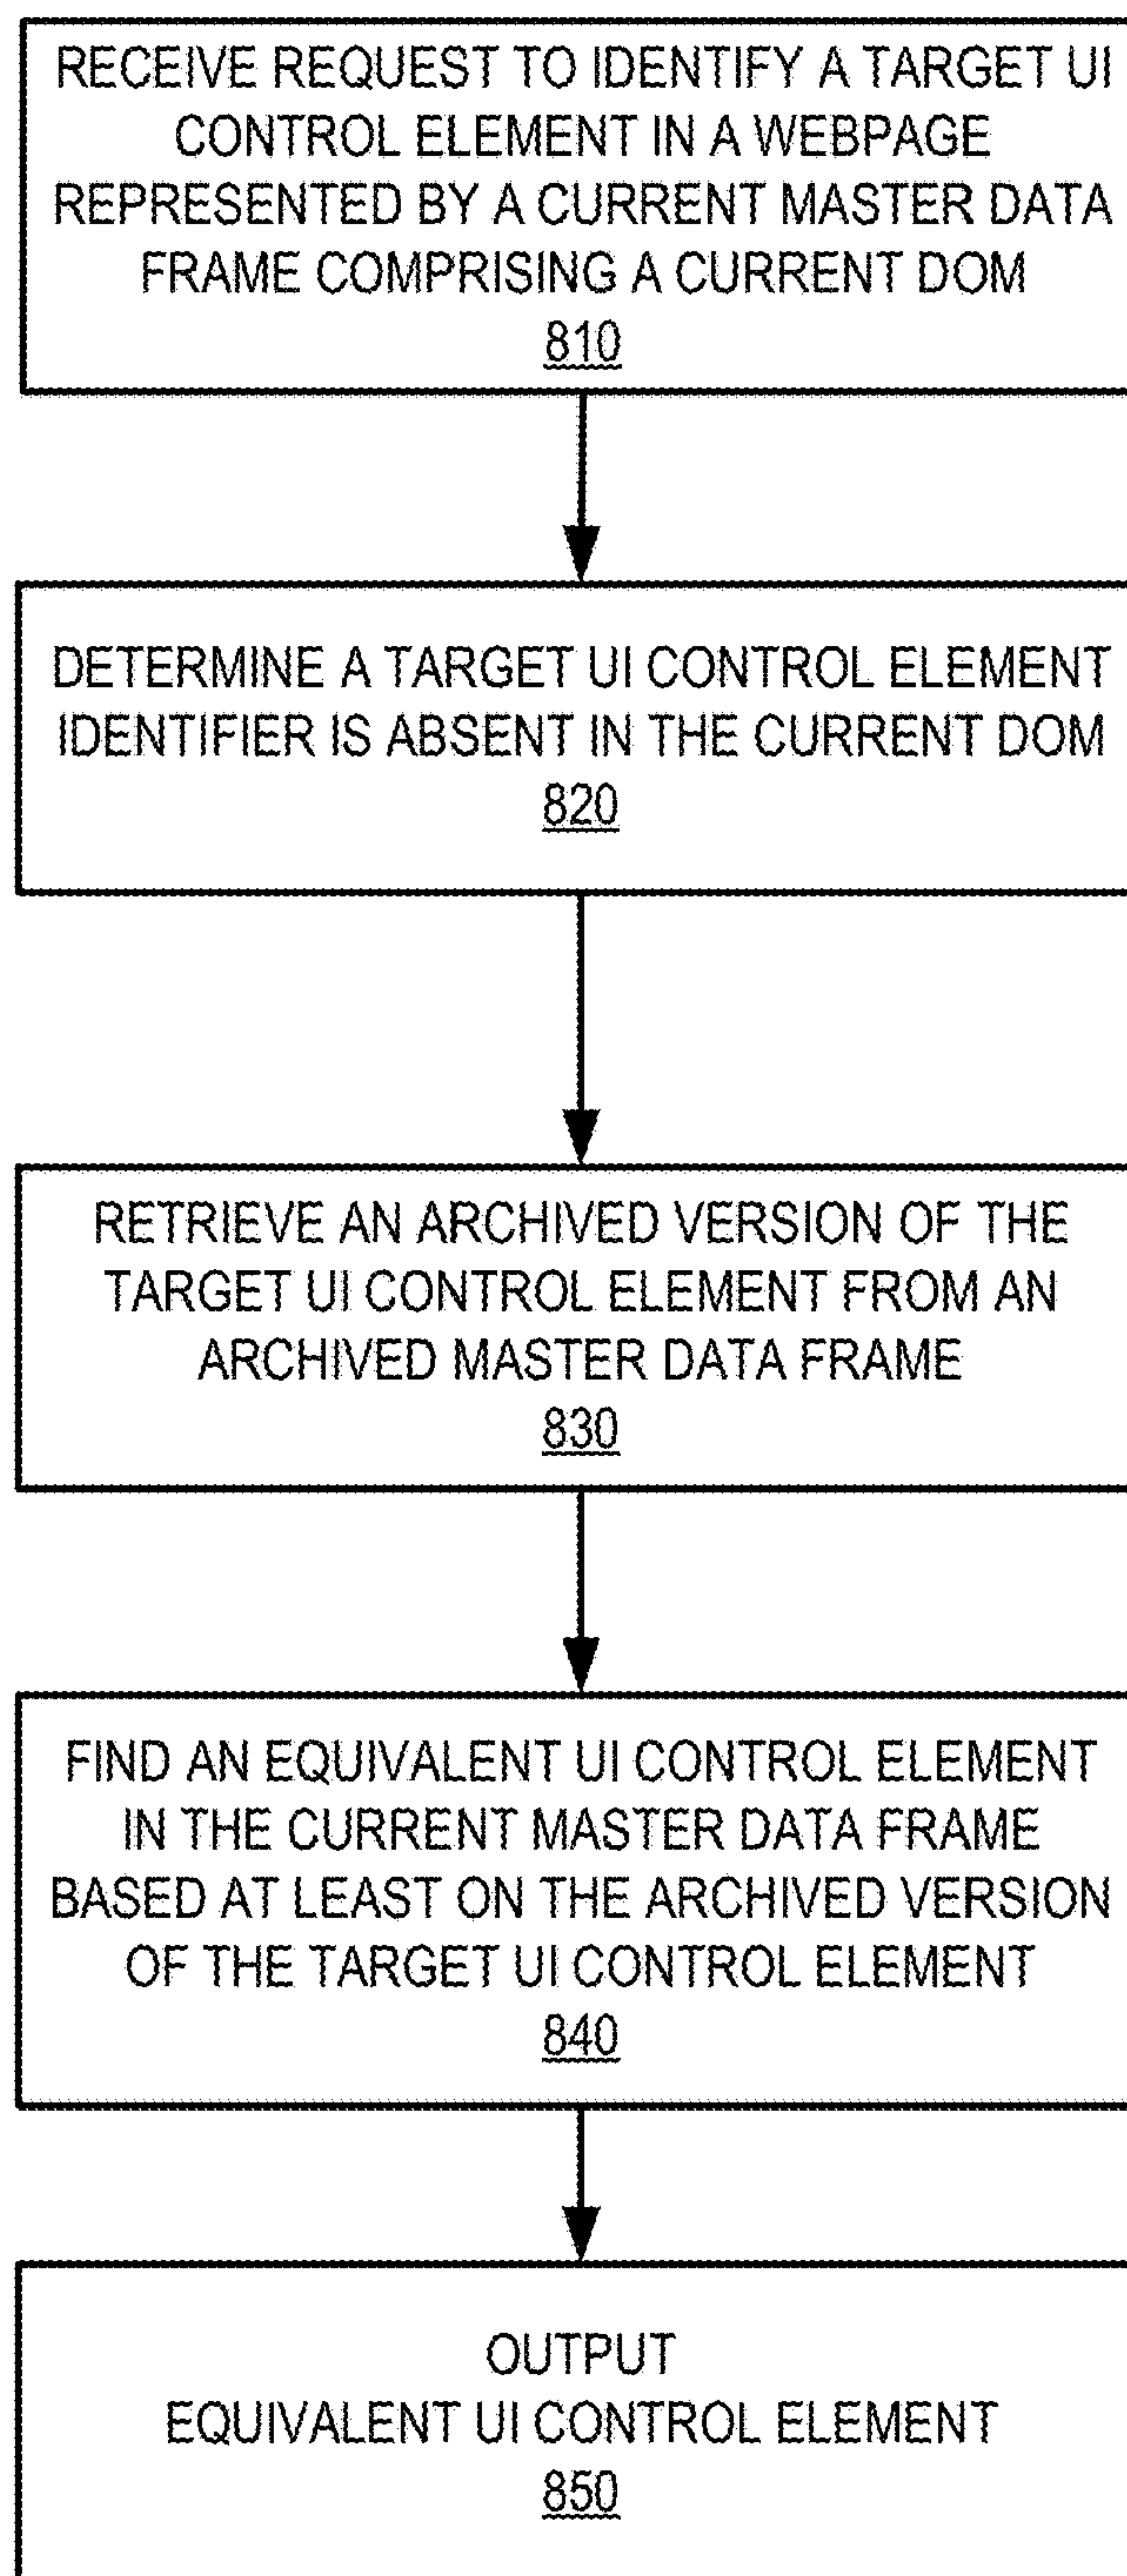 RECEIVE REQUEST TO IDENTIFY A TARGET UI
CONTROL ELEMENT IN A WEBPAGE
REPRESENTED BY A CURRENT MASTER DATA
FRAME COMPRISING A CURRENT DOM
810
DETERMINE A TARGET UI CONTROL ELEMENT
IDENTIFIER IS ABSENT IN THE CURRENT DOM
820
RETRIEVE AN ARCHIVED VERSION OF THE
TARGET UI CONTROL ELEMENT FROM AN
ARCHIVED MASTER DATA FRAME
830
FIND AN EQUIVALENT UI CONTROL ELEMENT
IN THE CURRENT MASTER DATA FRAME
BASED AT LEAST ON THE ARCHIVED VERSION
OF THE TARGET UI CONTROL ELEMENT
840
OUTPUT
EQUIVALENT UI CONTROL ELEMENT
850